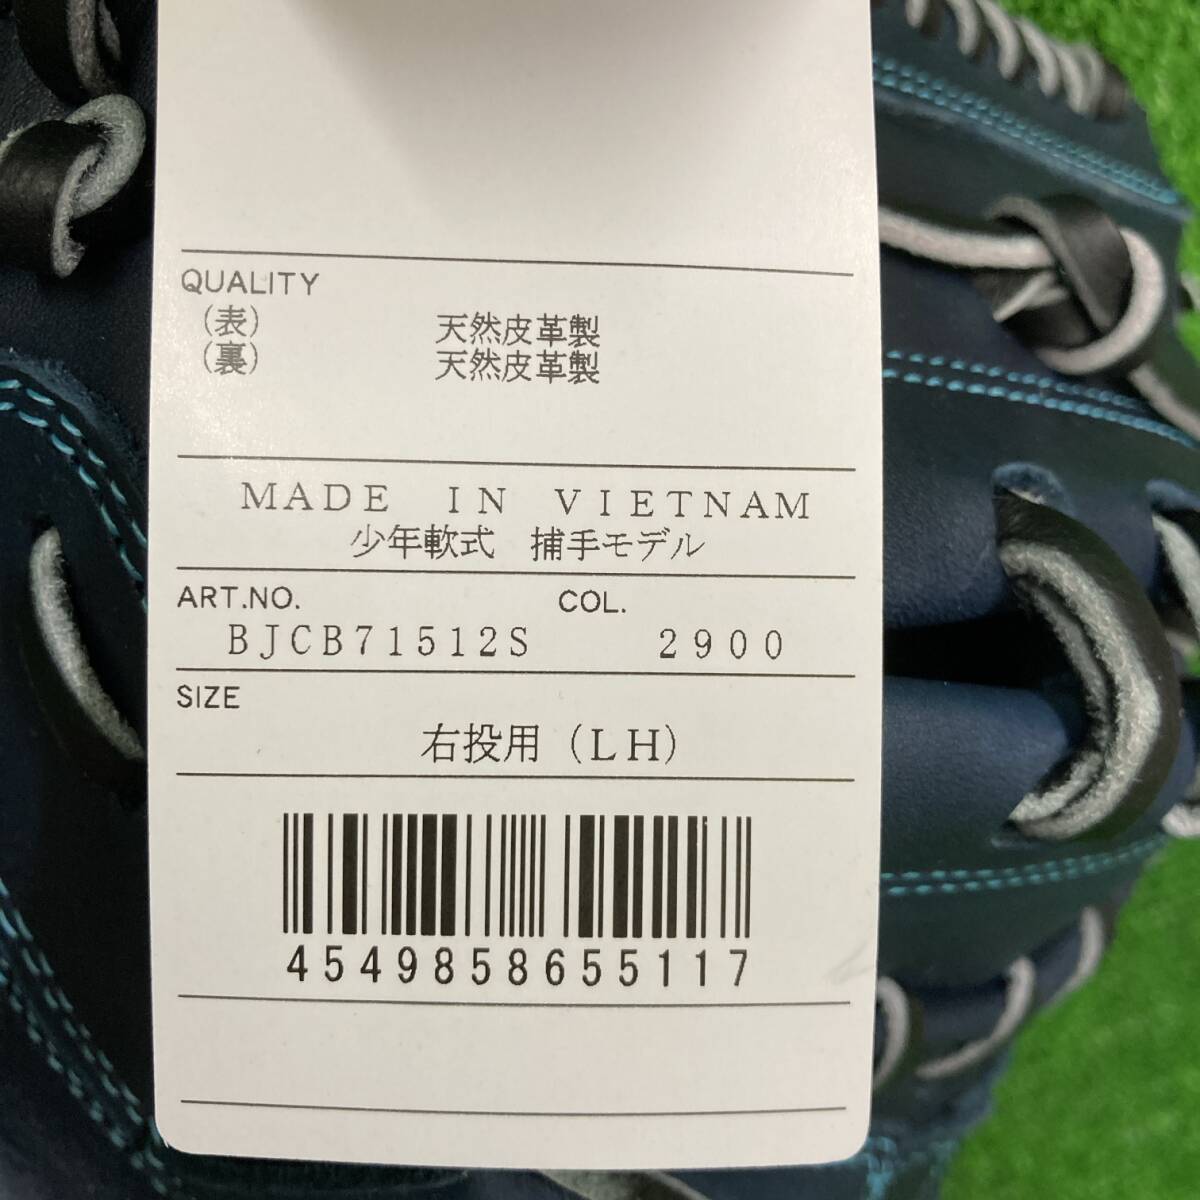 QUALITY
（表） 天然皮革製
（裏） 天然皮革製
MADE IN VIETNAM
少年軟式 捕手モデル
ART.NO. COL.
BJCB71512S 2900
SIZE
右投用（LH）
4549858655117